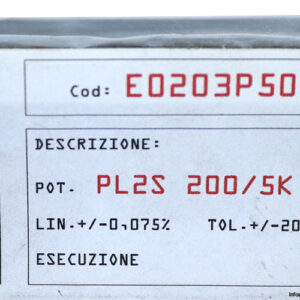 Cod: E0203P50
DESCRIZIONE:
POT. PL2S 200/5K
LIN.+/-0,075% TOL.+/-20
ESECUZIONE